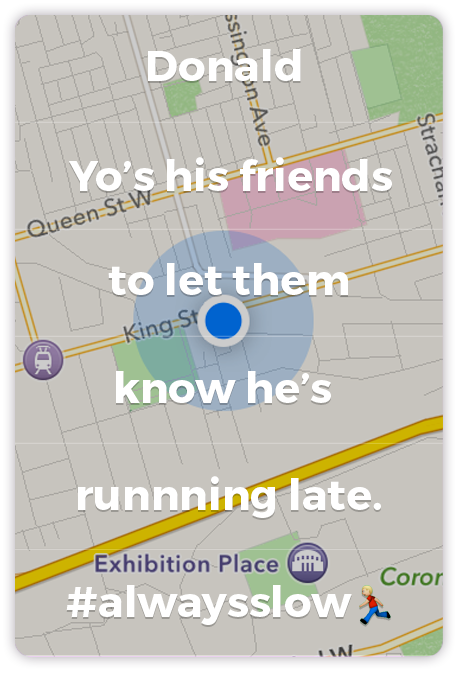 Donald
ssington Ave
Strachan
Yo’s his friends
Queen St W
to let them
King St
know he’s
runnning late.
Exhibition Place
Coror
#alwaysslow
W